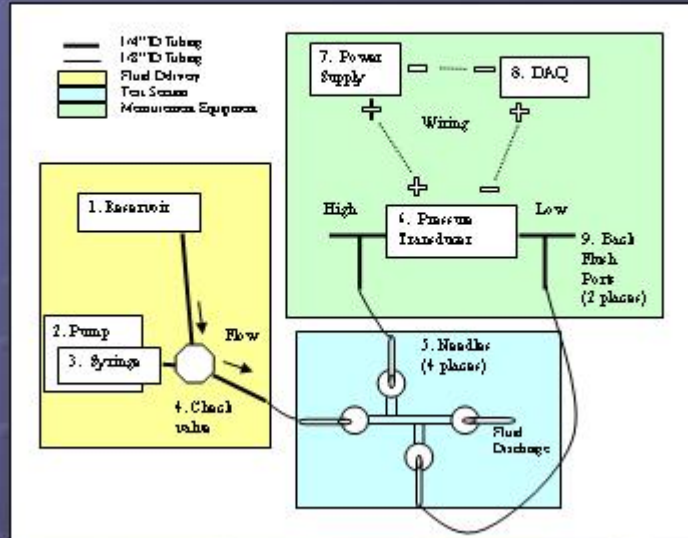 1/4" ID Tubing
1/8" ID Tubing
Fluid Delivery
Test Section
Measurement Equipment
7. Power
Supply
8. DAQ
Wiring
1. Reservoir
High
6. Pressure
Transducer
Low
9. Back
Flush
Port
(2 places)
2. Pump
3. Syringe
Flow
4. Check
valve
5. Needles
(4 places)
Fluid
Discharge